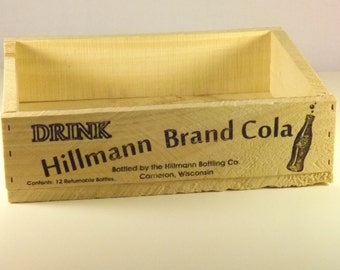 DRINK
Hillmann Brand Cola
Bottled by the Hillmann Bottling Co.
Cameron, Wisconsin
Contents: 12 Returnable Bottles.